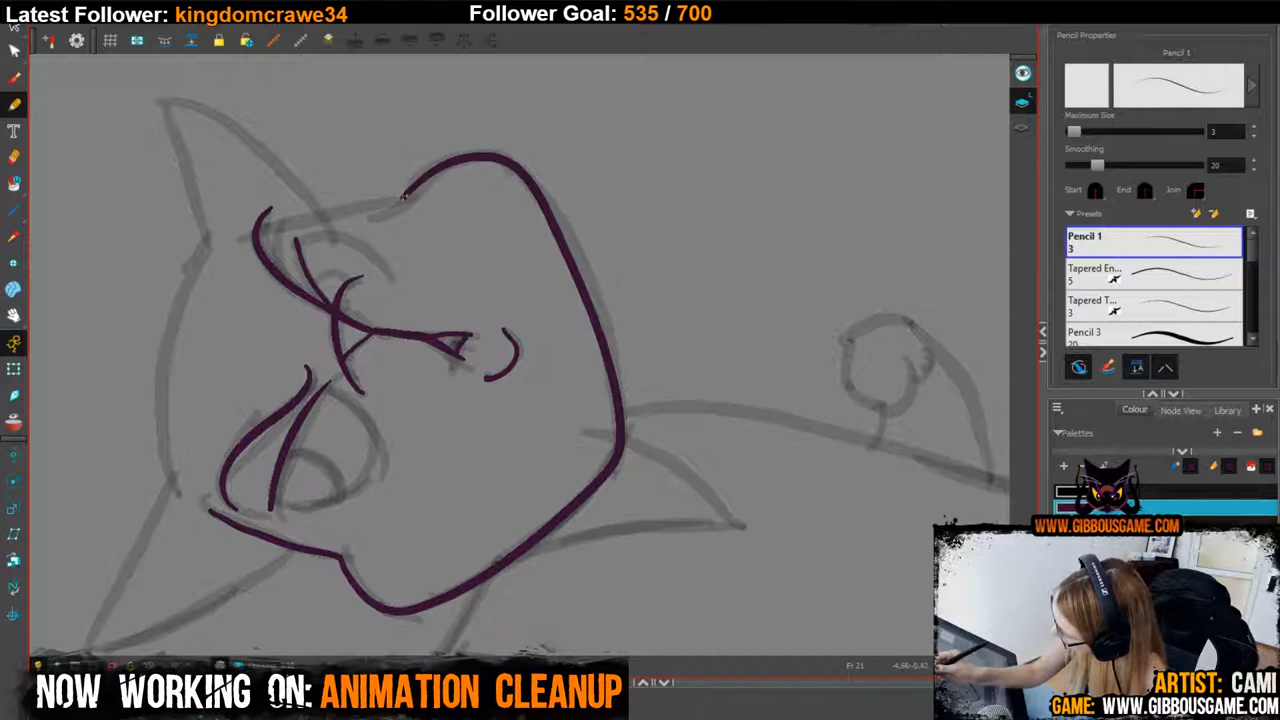 Latest Follower: kingdomcrawe34
Follower Goal: 535 / 700
Pencil Properties
Pencil 1
Maximum Size
3
Smoothing
20
Start End Join
Presets
Pencil 1
3
Tapered En...
5
Tapered T...
3
Pencil 3
20
Colour Node View Library
Palettes
WWW.GIBBOUSGAME.COM
Fr 21
NOW WORKING ON: ANIMATION CLEANUP
ARTIST: CAMI
GAME: WWW.GIBBOUSGAME.COM